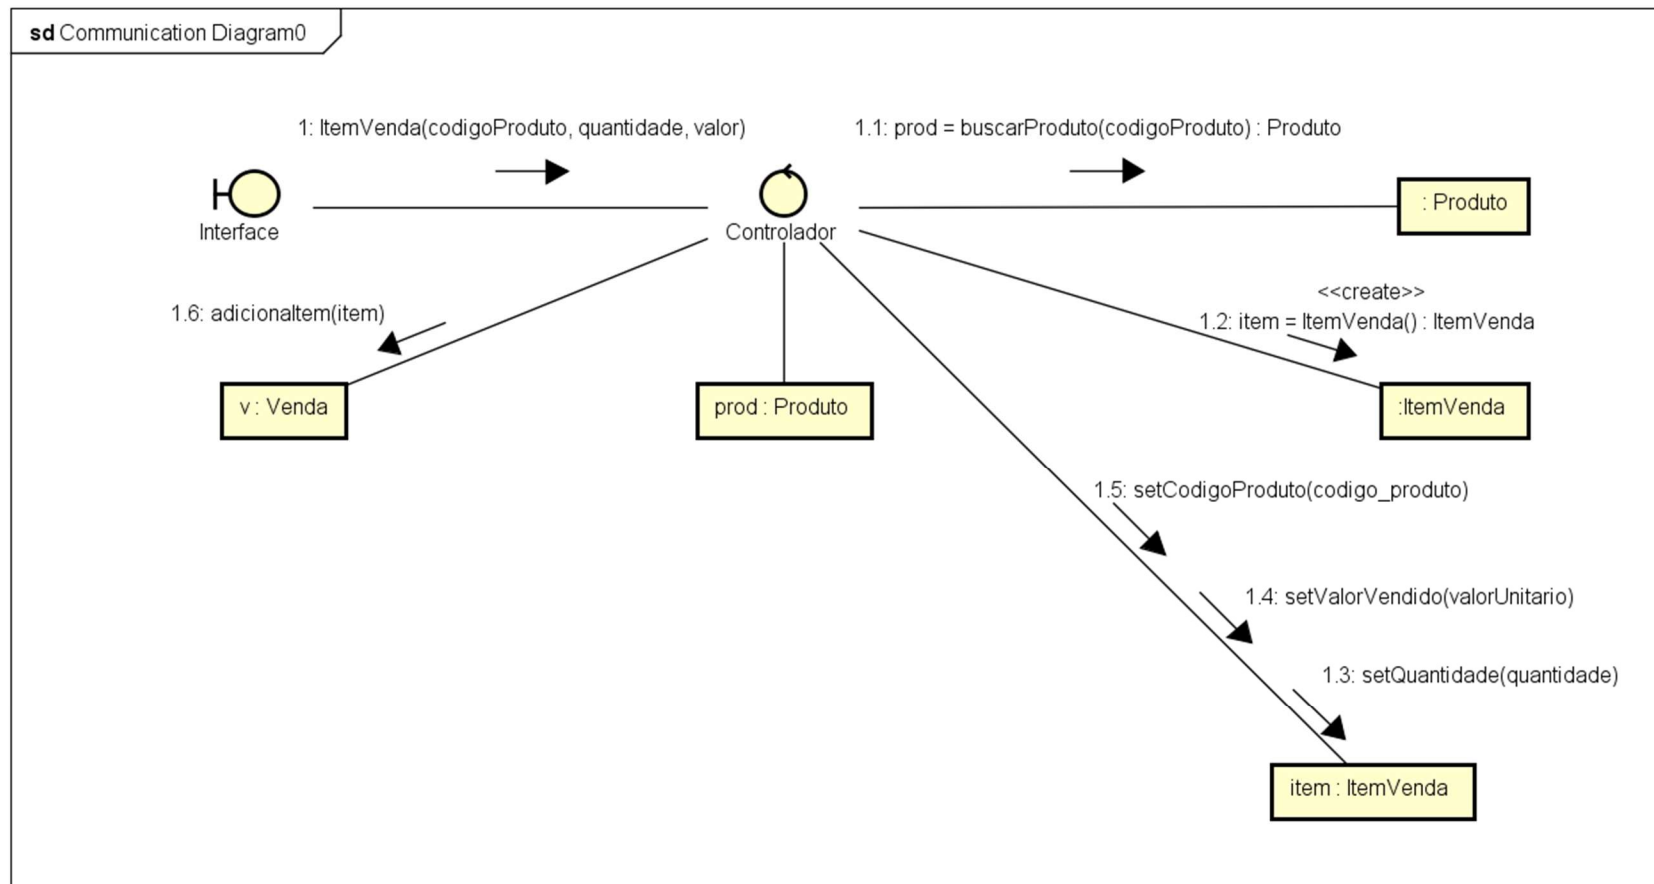 sd Communication Diagram0
1: ItemVenda(codigoProduto, quantidade, valor)
1.1: prod = buscarProduto(codigoProduto) : Produto
Interface
Controlador
: Produto
<<create>>
1.2: item = ItemVenda() : ItemVenda
1.6: adicionaItem(item)
v : Venda
prod : Produto
:ItemVenda
1.5: setCodigoProduto(codigo_produto)
1.4: setValorVendido(valorUnitario)
1.3: setQuantidade(quantidade)
item : ItemVenda